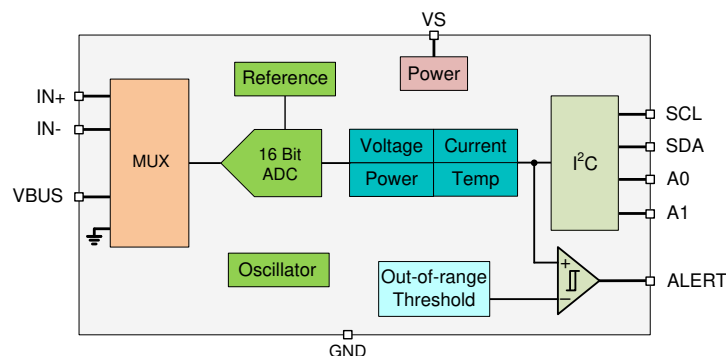 VS
Power
Reference
IN+
IN-
VBUS
MUX
16 Bit
ADC
Voltage
Current
Power
Temp
I²C
SCL
SDA
A0
A1
Oscillator
Out-of-range
Threshold
+
−
ALERT
GND